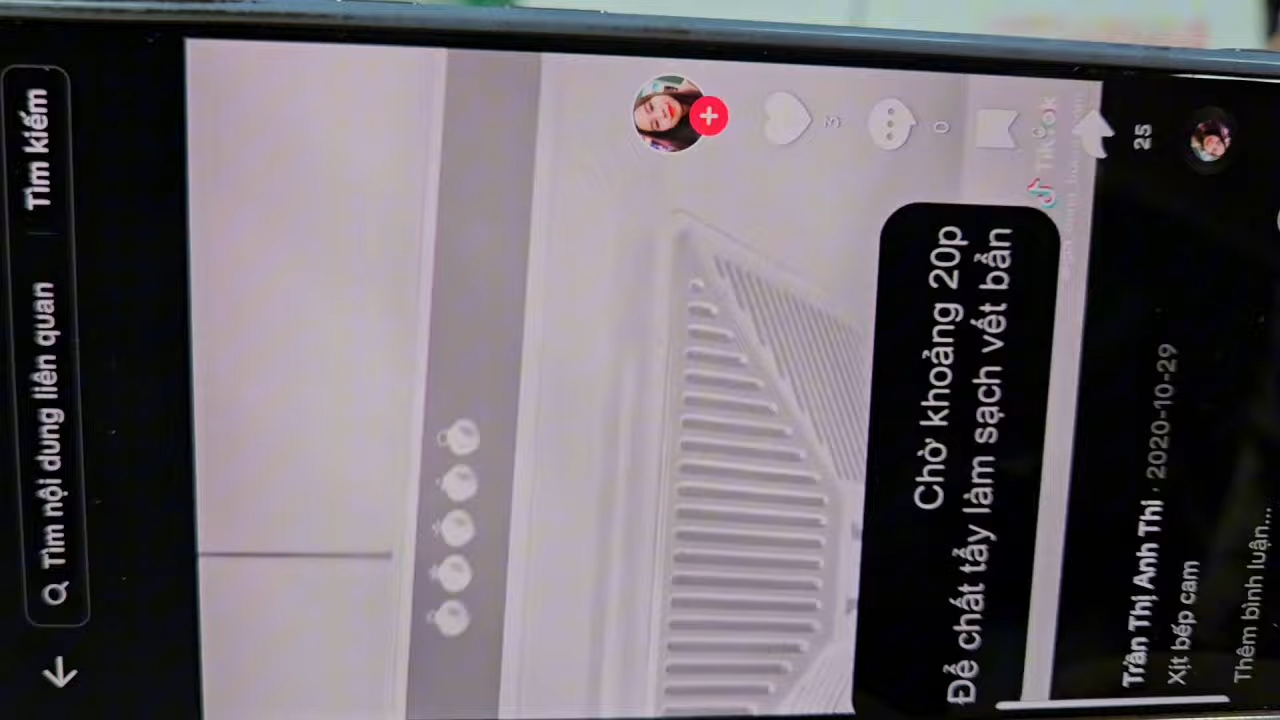 Tìm nội dung liên quan
Tìm kiếm
3
0
25
TikTok
Chờ khoảng 20p
Để chất tẩy làm sạch vết bẩn
Trần Thị Anh Thi · 2020-10-29
Xịt bếp cam
Thêm bình luận...